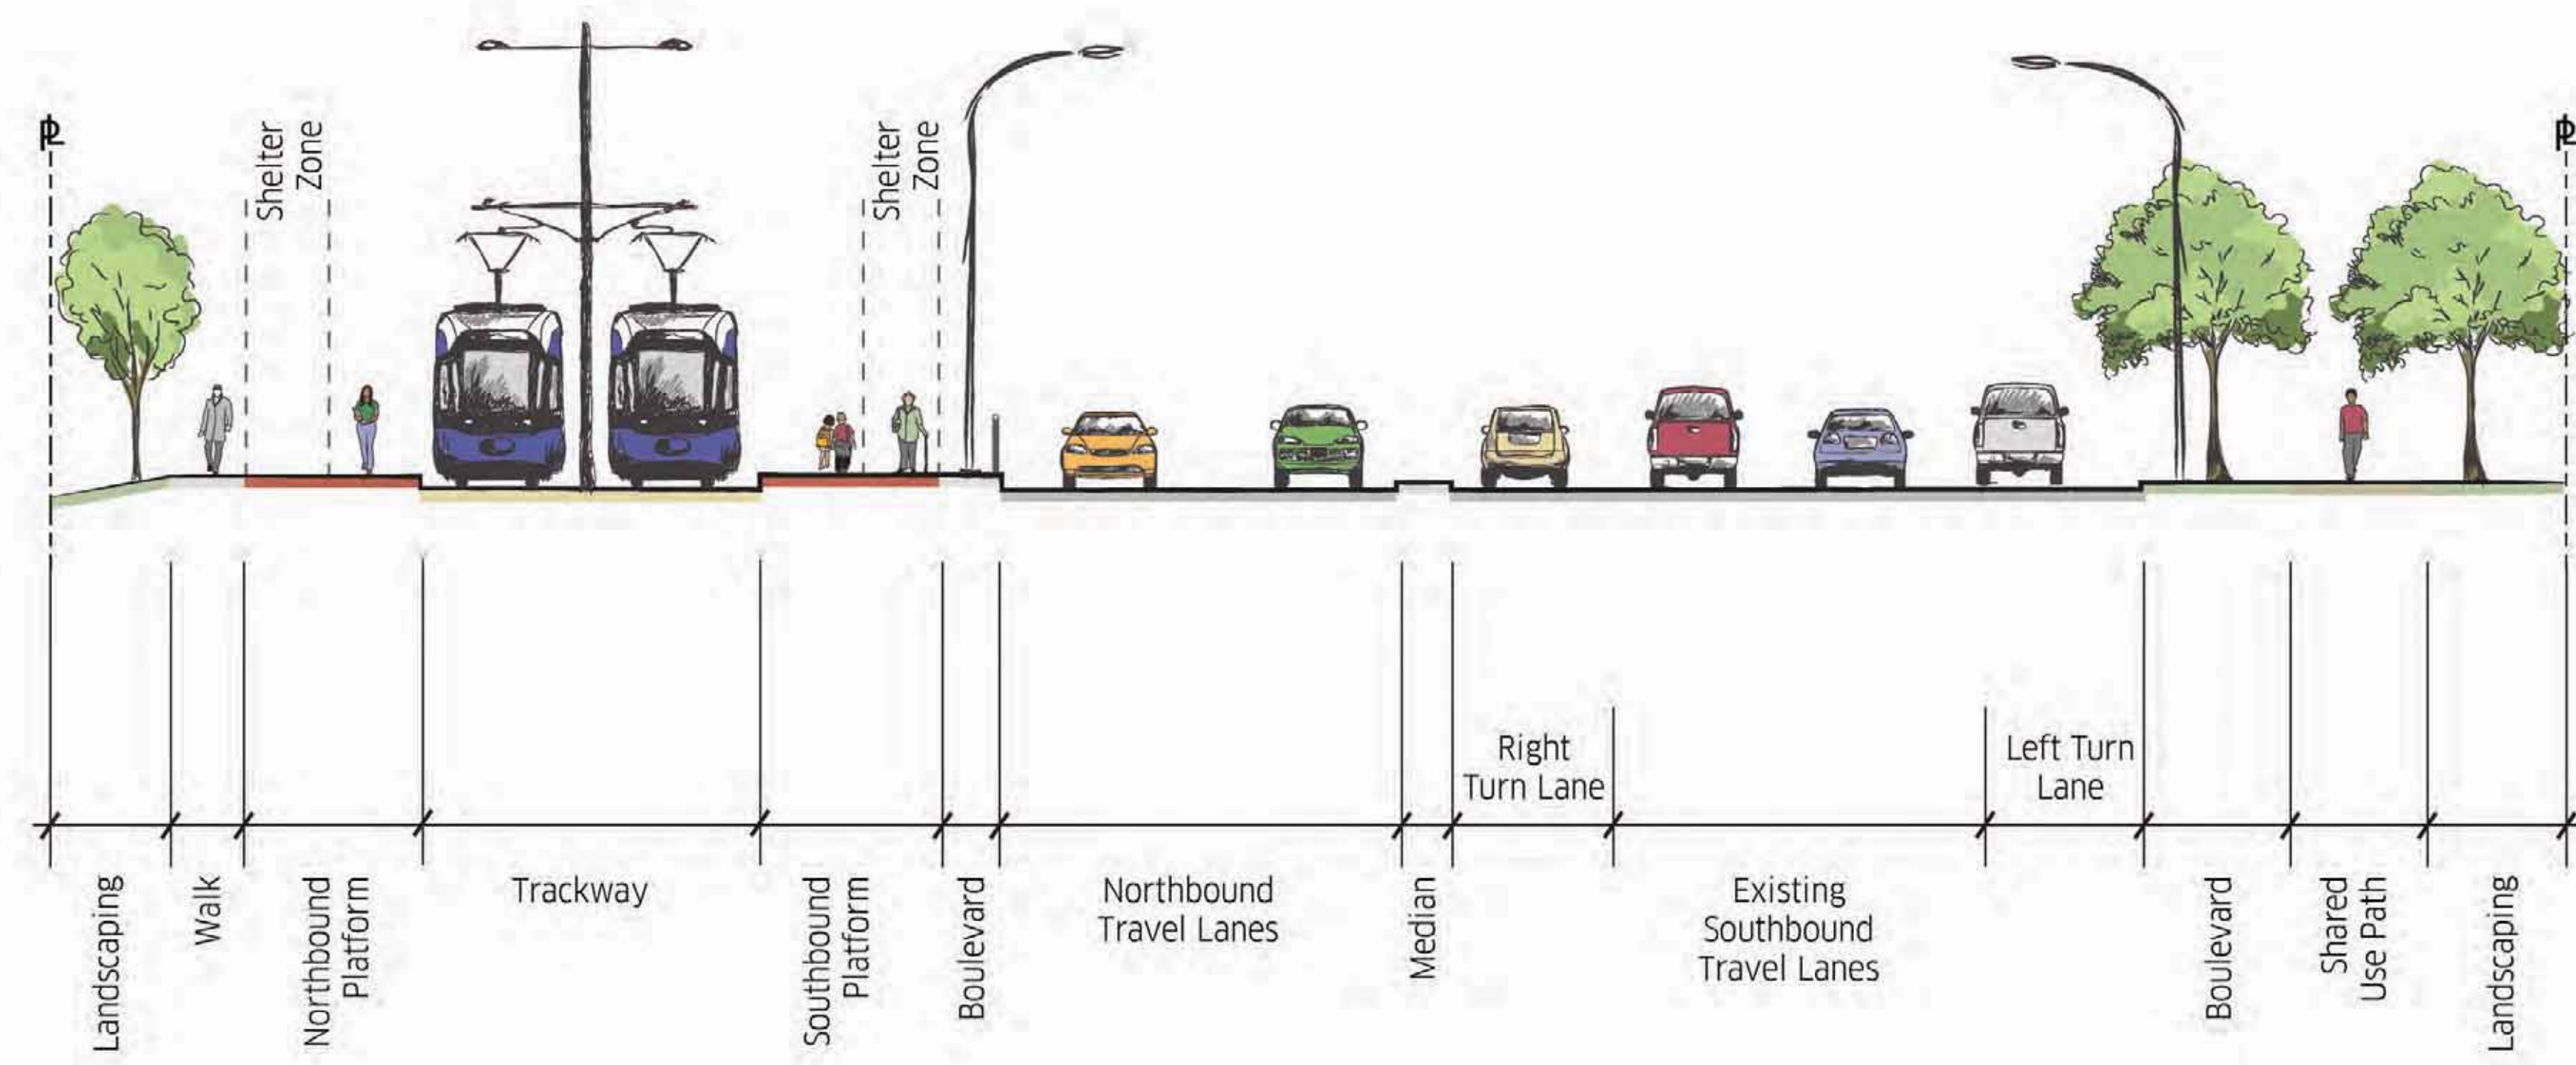 PL
PL
Shelter
Zone
Shelter
Zone
Right
Turn Lane
Left Turn
Lane
Landscaping
Walk
Northbound
Platform
Trackway
Southbound
Platform
Boulevard
Northbound
Travel Lanes
Median
Existing
Southbound
Travel Lanes
Boulevard
Shared
Use Path
Landscaping